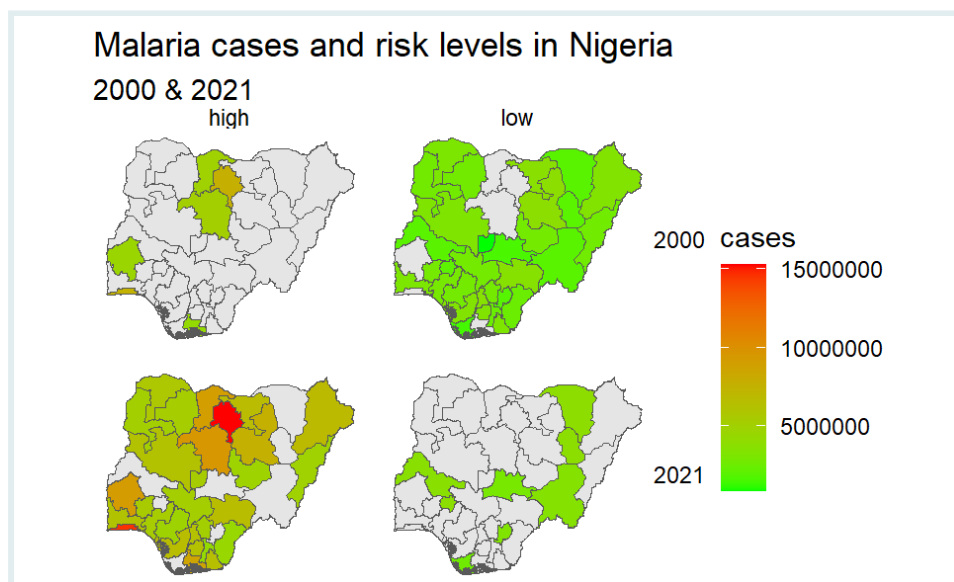 Malaria cases and risk levels in Nigeria
2000 & 2021
high low
2000 cases
15000000
10000000
5000000
2021